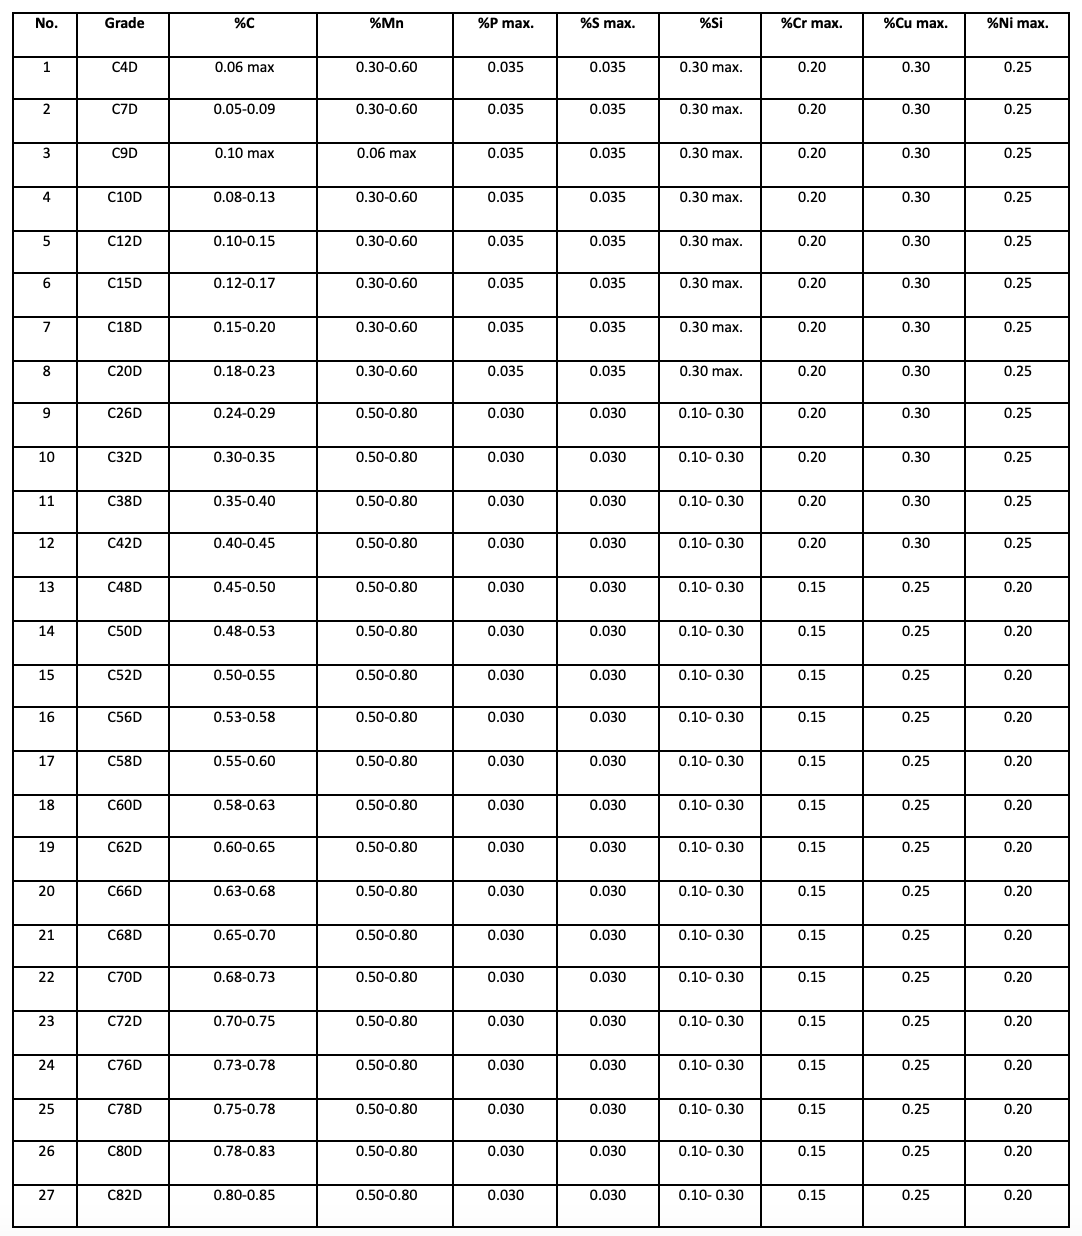 No. Grade %C %Mn %P max. %S max. %Si %Cr max. %Cu max. %Ni max.
1 C4D 0.06 max 0.30-0.60 0.035 0.035 0.30 max. 0.20 0.30 0.25
2 C7D 0.05-0.09 0.30-0.60 0.035 0.035 0.30 max. 0.20 0.30 0.25
3 C9D 0.10 max 0.06 max 0.035 0.035 0.30 max. 0.20 0.30 0.25
4 C10D 0.08-0.13 0.30-0.60 0.035 0.035 0.30 max. 0.20 0.30 0.25
5 C12D 0.10-0.15 0.30-0.60 0.035 0.035 0.30 max. 0.20 0.30 0.25
6 C15D 0.12-0.17 0.30-0.60 0.035 0.035 0.30 max. 0.20 0.30 0.25
7 C18D 0.15-0.20 0.30-0.60 0.035 0.035 0.30 max. 0.20 0.30 0.25
8 C20D 0.18-0.23 0.30-0.60 0.035 0.035 0.30 max. 0.20 0.30 0.25
9 C26D 0.24-0.29 0.50-0.80 0.030 0.030 0.10- 0.30 0.20 0.30 0.25
10 C32D 0.30-0.35 0.50-0.80 0.030 0.030 0.10- 0.30 0.20 0.30 0.25
11 C38D 0.35-0.40 0.50-0.80 0.030 0.030 0.10- 0.30 0.20 0.30 0.25
12 C42D 0.40-0.45 0.50-0.80 0.030 0.030 0.10- 0.30 0.20 0.30 0.25
13 C48D 0.45-0.50 0.50-0.80 0.030 0.030 0.10- 0.30 0.15 0.25 0.20
14 C50D 0.48-0.53 0.50-0.80 0.030 0.030 0.10- 0.30 0.15 0.25 0.20
15 C52D 0.50-0.55 0.50-0.80 0.030 0.030 0.10- 0.30 0.15 0.25 0.20
16 C56D 0.53-0.58 0.50-0.80 0.030 0.030 0.10- 0.30 0.15 0.25 0.20
17 C58D 0.55-0.60 0.50-0.80 0.030 0.030 0.10- 0.30 0.15 0.25 0.20
18 C60D 0.58-0.63 0.50-0.80 0.030 0.030 0.10- 0.30 0.15 0.25 0.20
19 C62D 0.60-0.65 0.50-0.80 0.030 0.030 0.10- 0.30 0.15 0.25 0.20
20 C66D 0.63-0.68 0.50-0.80 0.030 0.030 0.10- 0.30 0.15 0.25 0.20
21 C68D 0.65-0.70 0.50-0.80 0.030 0.030 0.10- 0.30 0.15 0.25 0.20
22 C70D 0.68-0.73 0.50-0.80 0.030 0.030 0.10- 0.30 0.15 0.25 0.20
23 C72D 0.70-0.75 0.50-0.80 0.030 0.030 0.10- 0.30 0.15 0.25 0.20
24 C76D 0.73-0.78 0.50-0.80 0.030 0.030 0.10- 0.30 0.15 0.25 0.20
25 C78D 0.75-0.78 0.50-0.80 0.030 0.030 0.10- 0.30 0.15 0.25 0.20
26 C80D 0.78-0.83 0.50-0.80 0.030 0.030 0.10- 0.30 0.15 0.25 0.20
27 C82D 0.80-0.85 0.50-0.80 0.030 0.030 0.10- 0.30 0.15 0.25 0.20